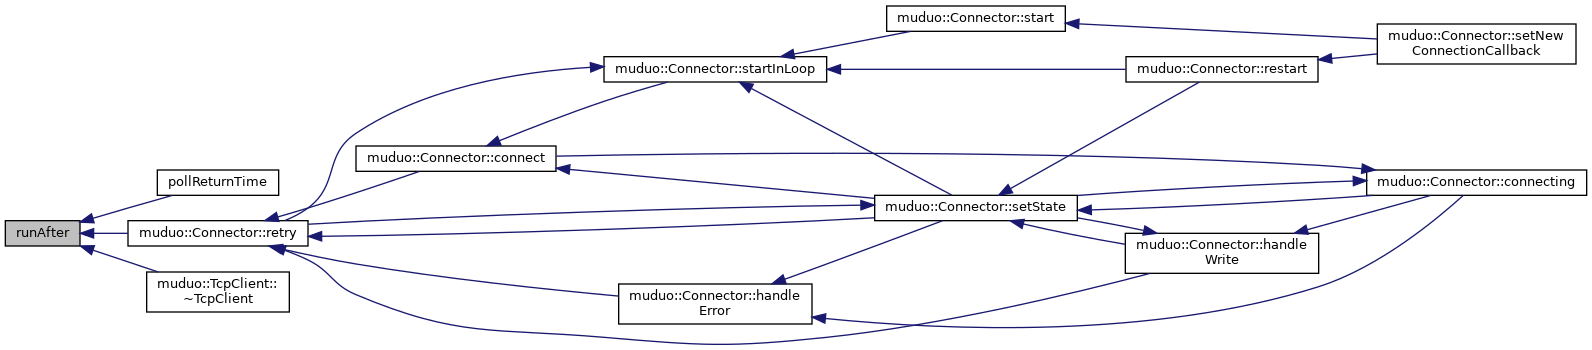 muduo::Connector::start
muduo::Connector::setNew
ConnectionCallback
muduo::Connector::startInLoop
muduo::Connector::restart
muduo::Connector::connect
pollReturnTime
muduo::Connector::connecting
muduo::Connector::setState
runAfter
muduo::Connector::retry
muduo::Connector::handle
Write
muduo::TcpClient::
~TcpClient
muduo::Connector::handle
Error